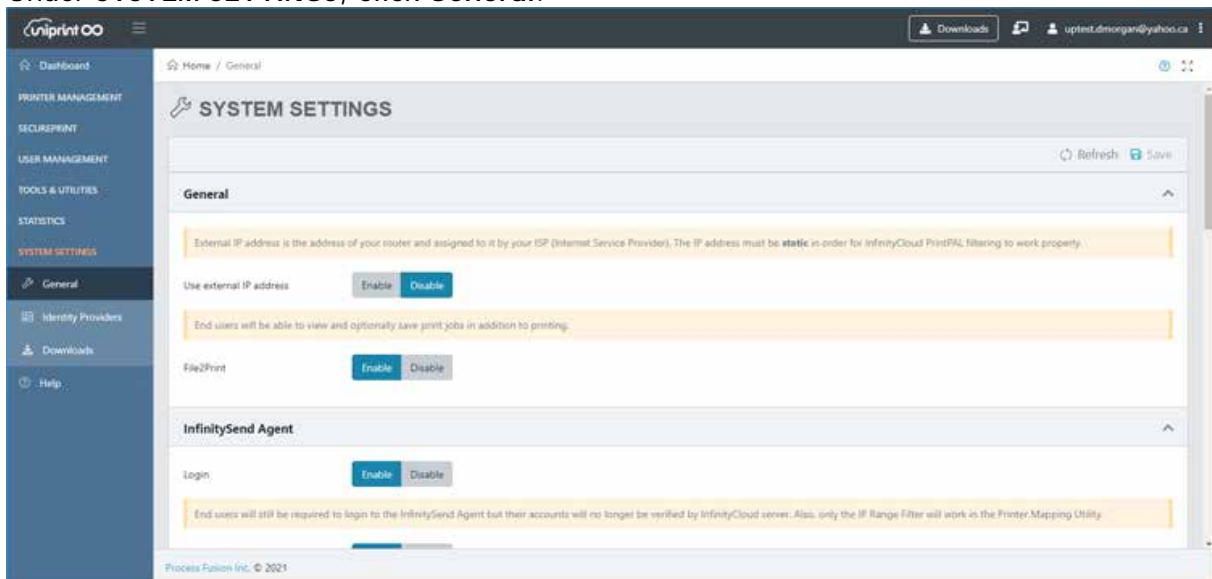 Under SYSTEM SETTINGS, click General.
uniprint
Downloads
uptest.dmorgan@yahoo.ca
Dashboard
Home / General
PRINTER MANAGEMENT
SYSTEM SETTINGS
SECUREPRINT
USER MANAGEMENT
Refresh Save
TOOLS & UTILITIES
General
STATISTICS
External IP address is the address of your router and assigned to it by your ISP (Internet Service Provider). The IP address must be static in order for InfinityCloud PrintPAL filtering to work properly.
SYSTEM SETTINGS
General
Use external IP address Enable Disable
Identity Providers
End users will be able to view and optionally save print jobs in addition to printing.
Downloads
File2Print Enable Disable
Help
InfinitySend Agent
Login Enable Disable
End users will still be required to login to the InfinitySend Agent but their accounts will no longer be verified by InfinityCloud server. Also, only the IP Range Filter will work in the Printer Mapping Utility.
Process Fusion Inc. © 2021